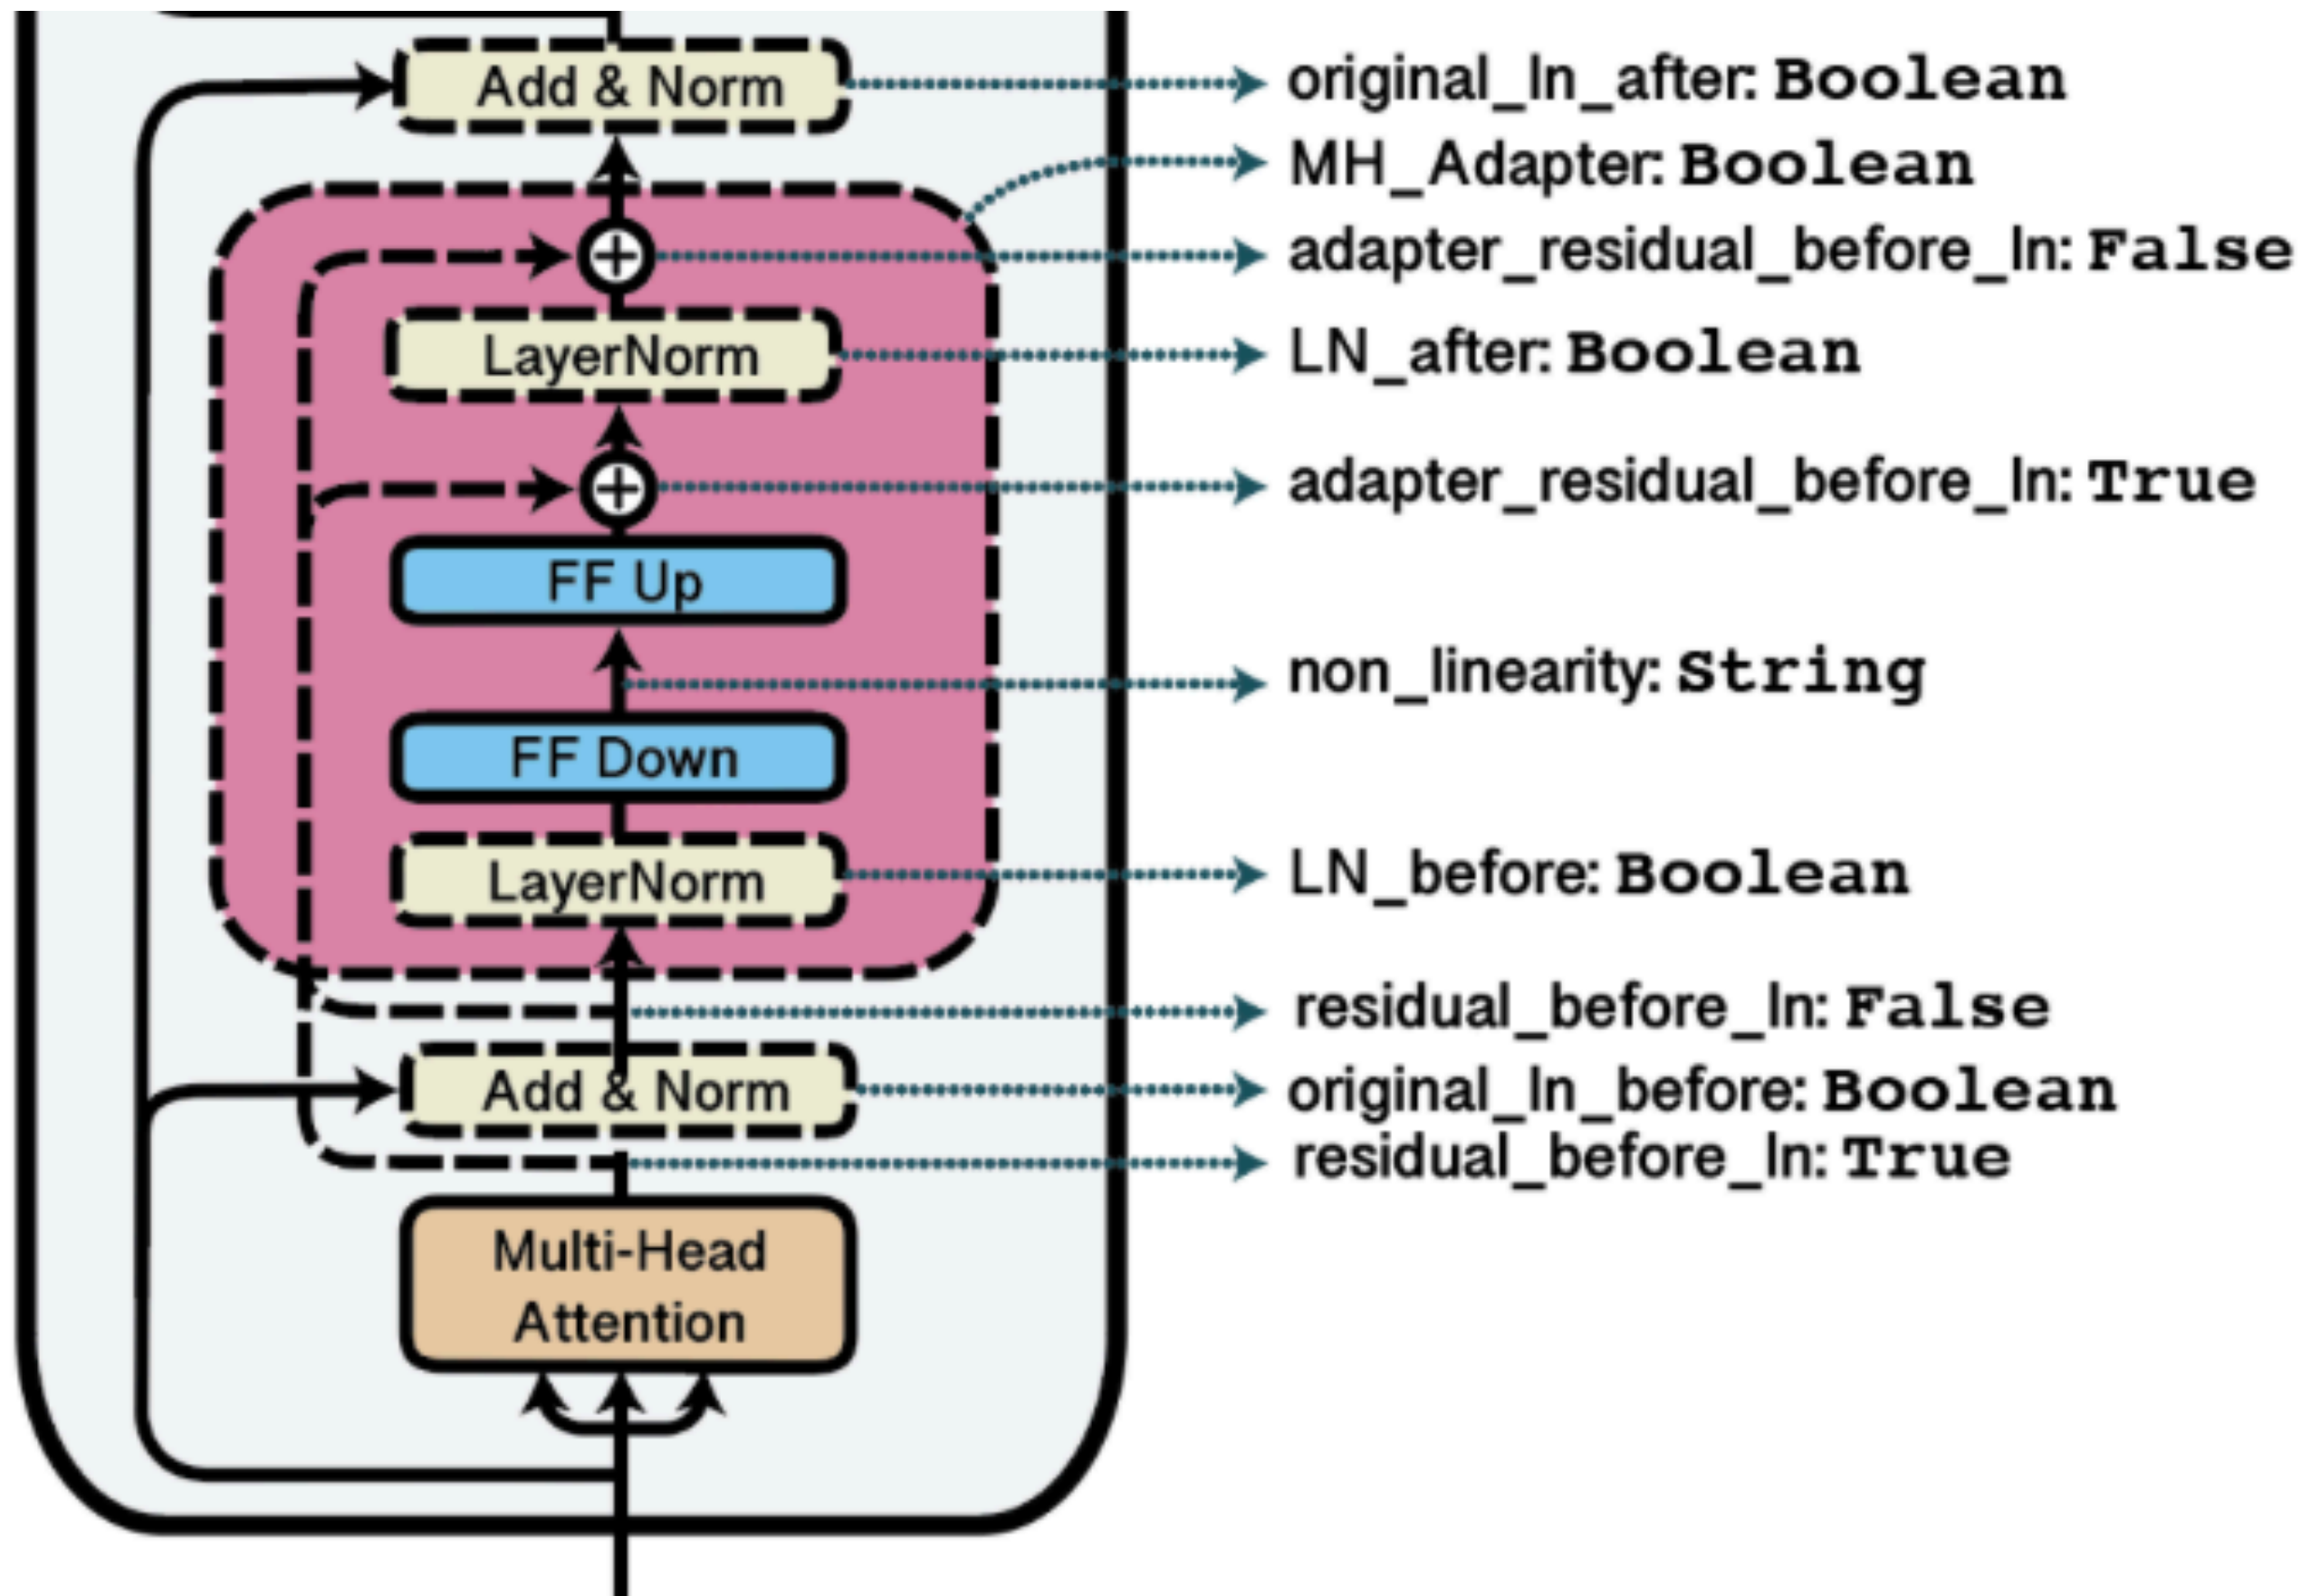 Add & Norm
original_ln_after: Boolean
MH_Adapter: Boolean
adapter_residual_before_ln: False
LayerNorm
LN_after: Boolean
adapter_residual_before_ln: True
FF Up
non_linearity: String
FF Down
LayerNorm
LN_before: Boolean
residual_before_ln: False
Add & Norm
original_ln_before: Boolean
residual_before_ln: True
Multi-Head
Attention